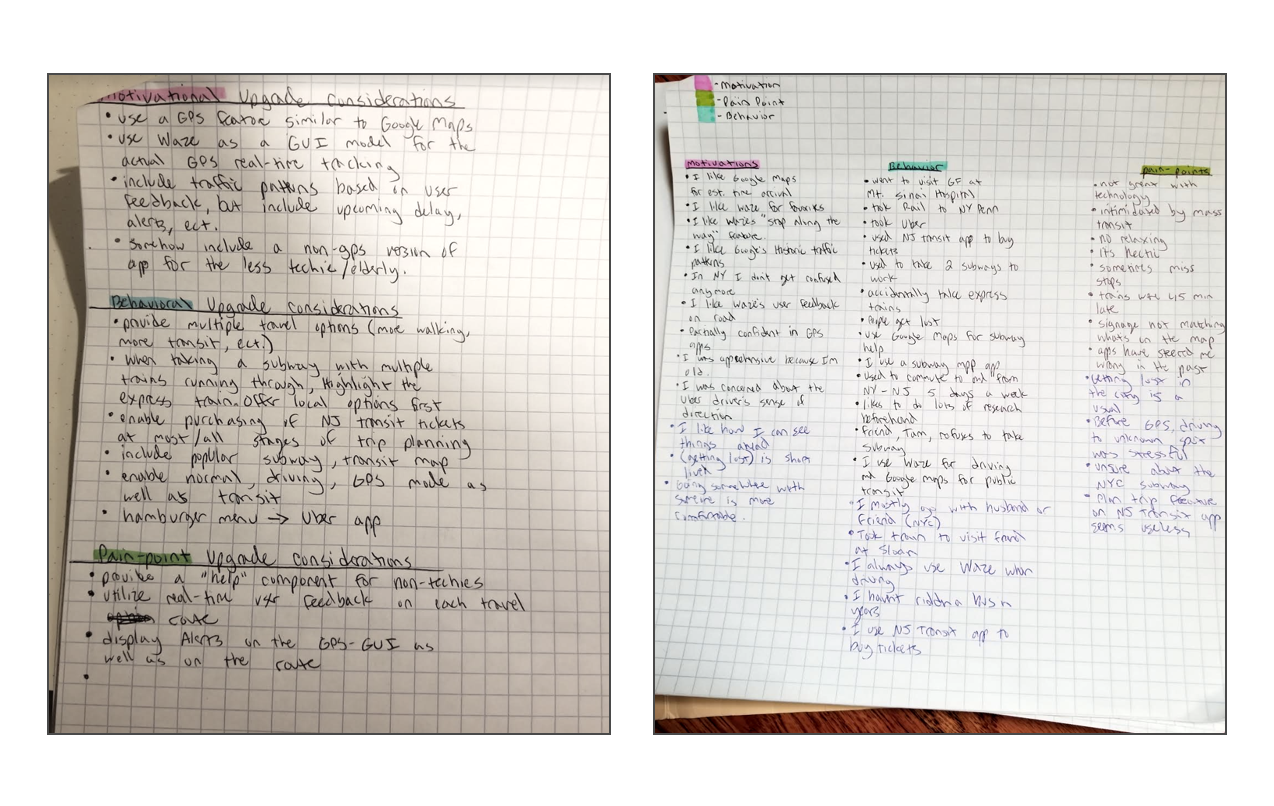 Motivational Upgrade Considerations
• use a GPS feature similar to Google Maps
• use Waze as a GUI model for the
actual GPS real-time tracking
• include traffic patterns based on user
feedback, but include upcoming delay,
alerts, ect.
• somehow include a non-gps version of
app for the less techie/elderly.
Behavioral Upgrade Considerations
• provide multiple travel options (more walking,
more transit, ect.)
• when taking a subway with multiple
trains running through, Highlight the
express train. Offer local options first
• enable purchasing of NJ transit tickets
at most/all stages of trip planning
• include popular subway, transit map
• enable normal, driving, GPS mode as
well as transit
• hamburger menu → Uber app
Pain-point Upgrade Considerations
• provide a "help" component for non-techies
• utilize real-time user feedback on each travel
route
• display Alerts on the GPS-GUI as
well as on the route
- Motivation
- Pain Point
- Behavior
Motivations
• I like Google Maps
for est. time arrival
• I like Waze for favorites
• I like Waze's "stop along the
way" feature.
• I like Google's Historic traffic
patterns
• In NY I don't get confused
anymore
• I like Waze's user feedback
on road
• Partially confident in GPS
apps
• I was apprehensive because I'm
old.
• I was concerned about the
Uber driver's sense of
direction
• I like how I can see
things ahead
• (getting lost) is short
lived
• Going somewhere with
someone is more
comfortable.
Behavior
• went to visit GF at
Mt. Sinai Hospital
• took Rail to NY Penn
• took Uber
• used NJ transit app to buy
tickets
• used to take 2 subways to
work
• accidentally take express
trains
• People get lost
• use Google Maps for subway
help
• I use a subway map app
• used to commute to and from
NY - NJ 5 days a week
• likes to do lots of research
beforehand
• friend, Tam, refuses to take
subway
• I use Waze for driving
and Google maps for public
transit
• I mostly go with husband or
Friend (NYC)
• Took train to visit friend
at Sloan
• I always use Waze when
driving
• I haven't ridden a bus in
years
• I use NJ Transit app to
buy tickets
pain-points
• not great with
technology
• intimidated by mass
transit
• no relaxing
• its hectic
• sometimes miss
stops
• trains were 45 min
late
• signage not matching
whats on the map
• apps have steered me
wrong in the past
• getting lost in
the city is a
usual
• Before GPS, driving
to unknown spot
was stressful
• unsure about the
NYC subway
• Plan trip feature
on NJ Transit app
seems useless